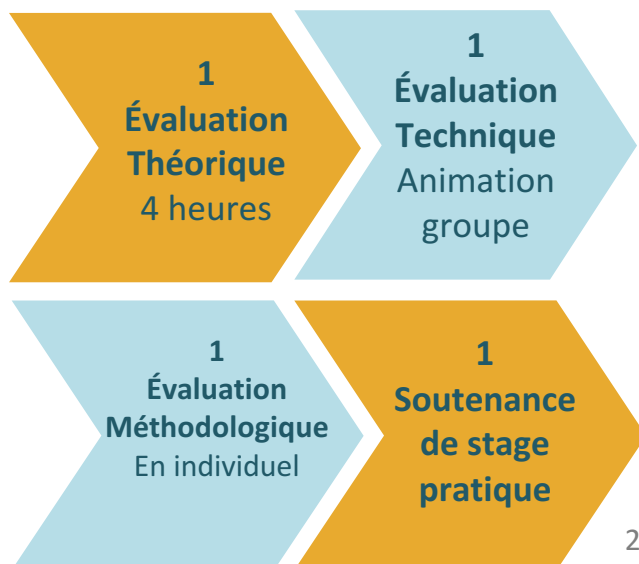 1
Évaluation
Théorique
4 heures
1
Évaluation
Technique
Animation
groupe
1
Évaluation
Méthodologique
En individuel
1
Soutenance
de stage
pratique
2